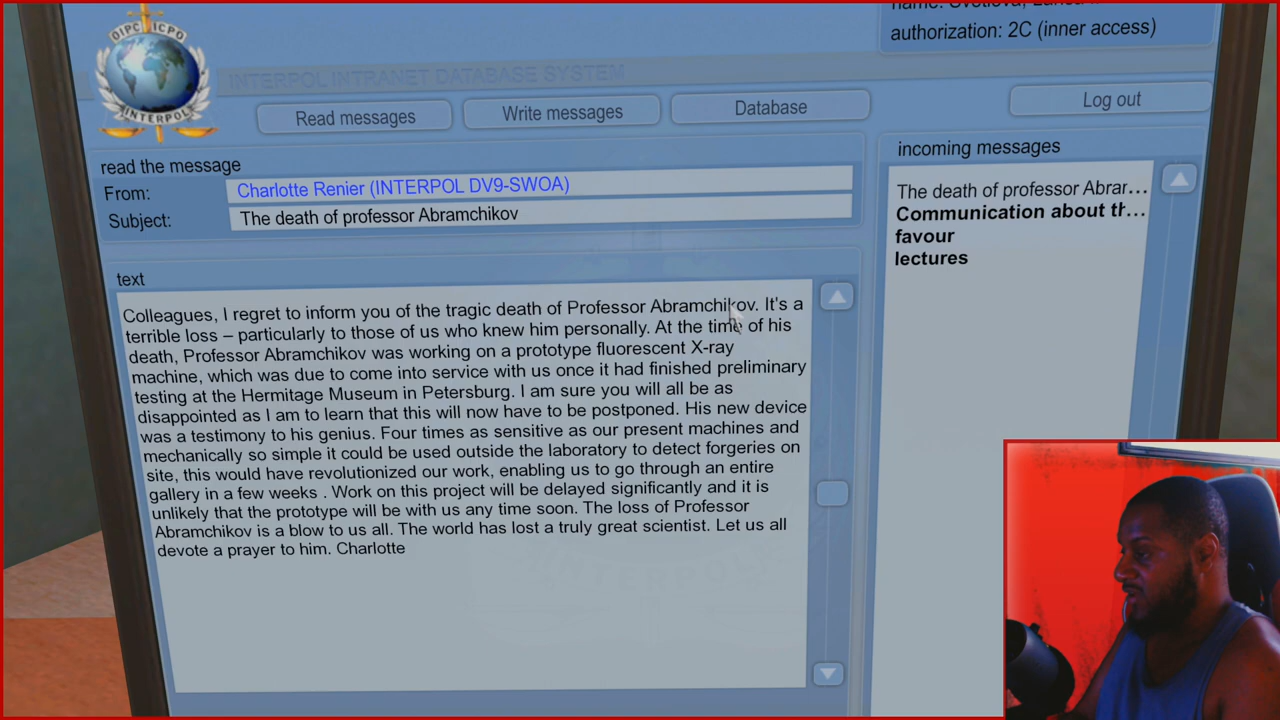 authorization: 2C (inner access)
OIPC ICPO
INTERPOL
INTERPOL INTRANET DATABASE SYSTEM
Read messages
Write messages
Database
Log out
read the message
From:
Charlotte Renier (INTERPOL DV9-SWOA)
Subject:
The death of professor Abramchikov
incoming messages
The death of professor Abrar...
Communication about th...
favour
lectures
text
Colleagues, I regret to inform you of the tragic death of Professor Abramchikov. It's a
terrible loss – particularly to those of us who knew him personally. At the time of his
death, Professor Abramchikov was working on a prototype fluorescent X-ray
machine, which was due to come into service with us once it had finished preliminary
testing at the Hermitage Museum in Petersburg. I am sure you will all be as
disappointed as I am to learn that this will now have to be postponed. His new device
was a testimony to his genius. Four times as sensitive as our present machines and
mechanically so simple it could be used outside the laboratory to detect forgeries on
site, this would have revolutionized our work, enabling us to go through an entire
gallery in a few weeks . Work on this project will be delayed significantly and it is
unlikely that the prototype will be with us any time soon. The loss of Professor
Abramchikov is a blow to us all. The world has lost a truly great scientist. Let us all
devote a prayer to him. Charlotte
INTERPOL